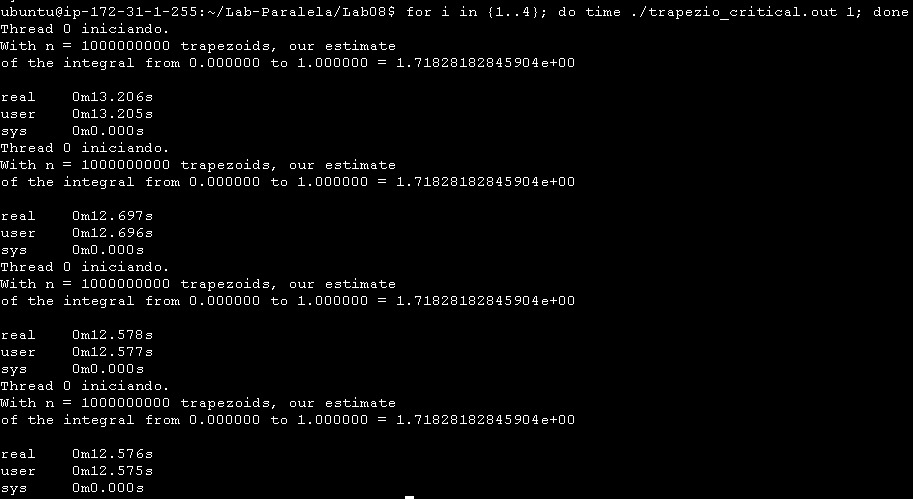 ubuntu@ip-172-31-1-255:~/Lab-Paralela/Lab08$ for i in {1..4}; do time ./trapezio_critical.out 1; done
Thread 0 iniciando.
With n = 1000000000 trapezoids, our estimate
of the integral from 0.000000 to 1.000000 = 1.71828182845904e+00
real 0m13.206s
user 0m13.205s
sys 0m0.000s
Thread 0 iniciando.
With n = 1000000000 trapezoids, our estimate
of the integral from 0.000000 to 1.000000 = 1.71828182845904e+00
real 0m12.697s
user 0m12.696s
sys 0m0.000s
Thread 0 iniciando.
With n = 1000000000 trapezoids, our estimate
of the integral from 0.000000 to 1.000000 = 1.71828182845904e+00
real 0m12.578s
user 0m12.577s
sys 0m0.000s
Thread 0 iniciando.
With n = 1000000000 trapezoids, our estimate
of the integral from 0.000000 to 1.000000 = 1.71828182845904e+00
real 0m12.576s
user 0m12.575s
sys 0m0.000s